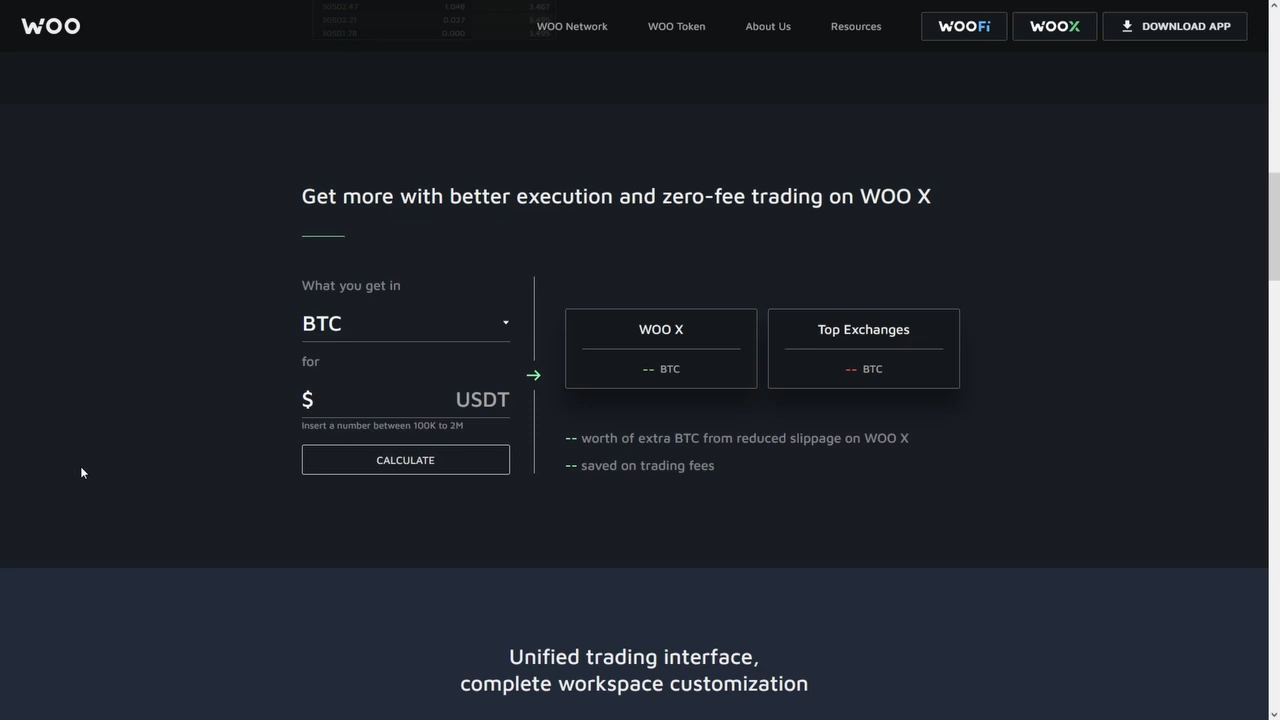 WOO
WOO Network
WOO Token
About Us
Resources
WOOFi
WOOX
DOWNLOAD APP
Get more with better execution and zero-fee trading on WOO X
What you get in
BTC
for
$ USDT
Insert a number between 100K to 2M
CALCULATE
WOO X
-- BTC
Top Exchanges
-- BTC
-- worth of extra BTC from reduced slippage on WOO X
-- saved on trading fees
Unified trading interface,
complete workspace customization